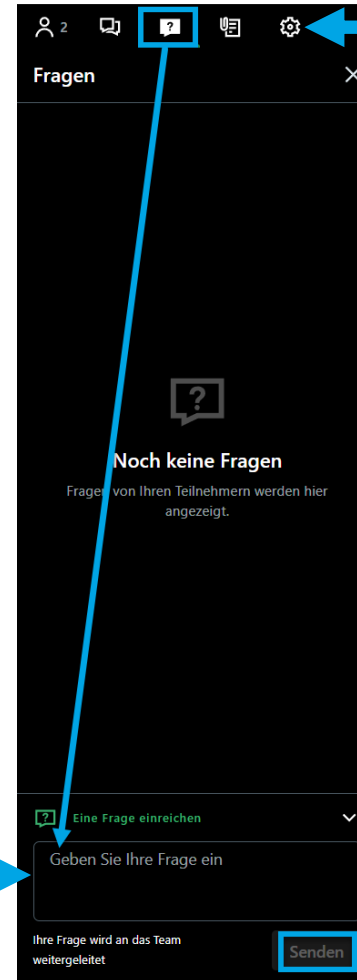 2
Fragen
Noch keine Fragen
Fragen von Ihren Teilnehmern werden hier
angezeigt.
Eine Frage einreichen
Geben Sie Ihre Frage ein
Ihre Frage wird an das Team
weitergeleitet
Senden